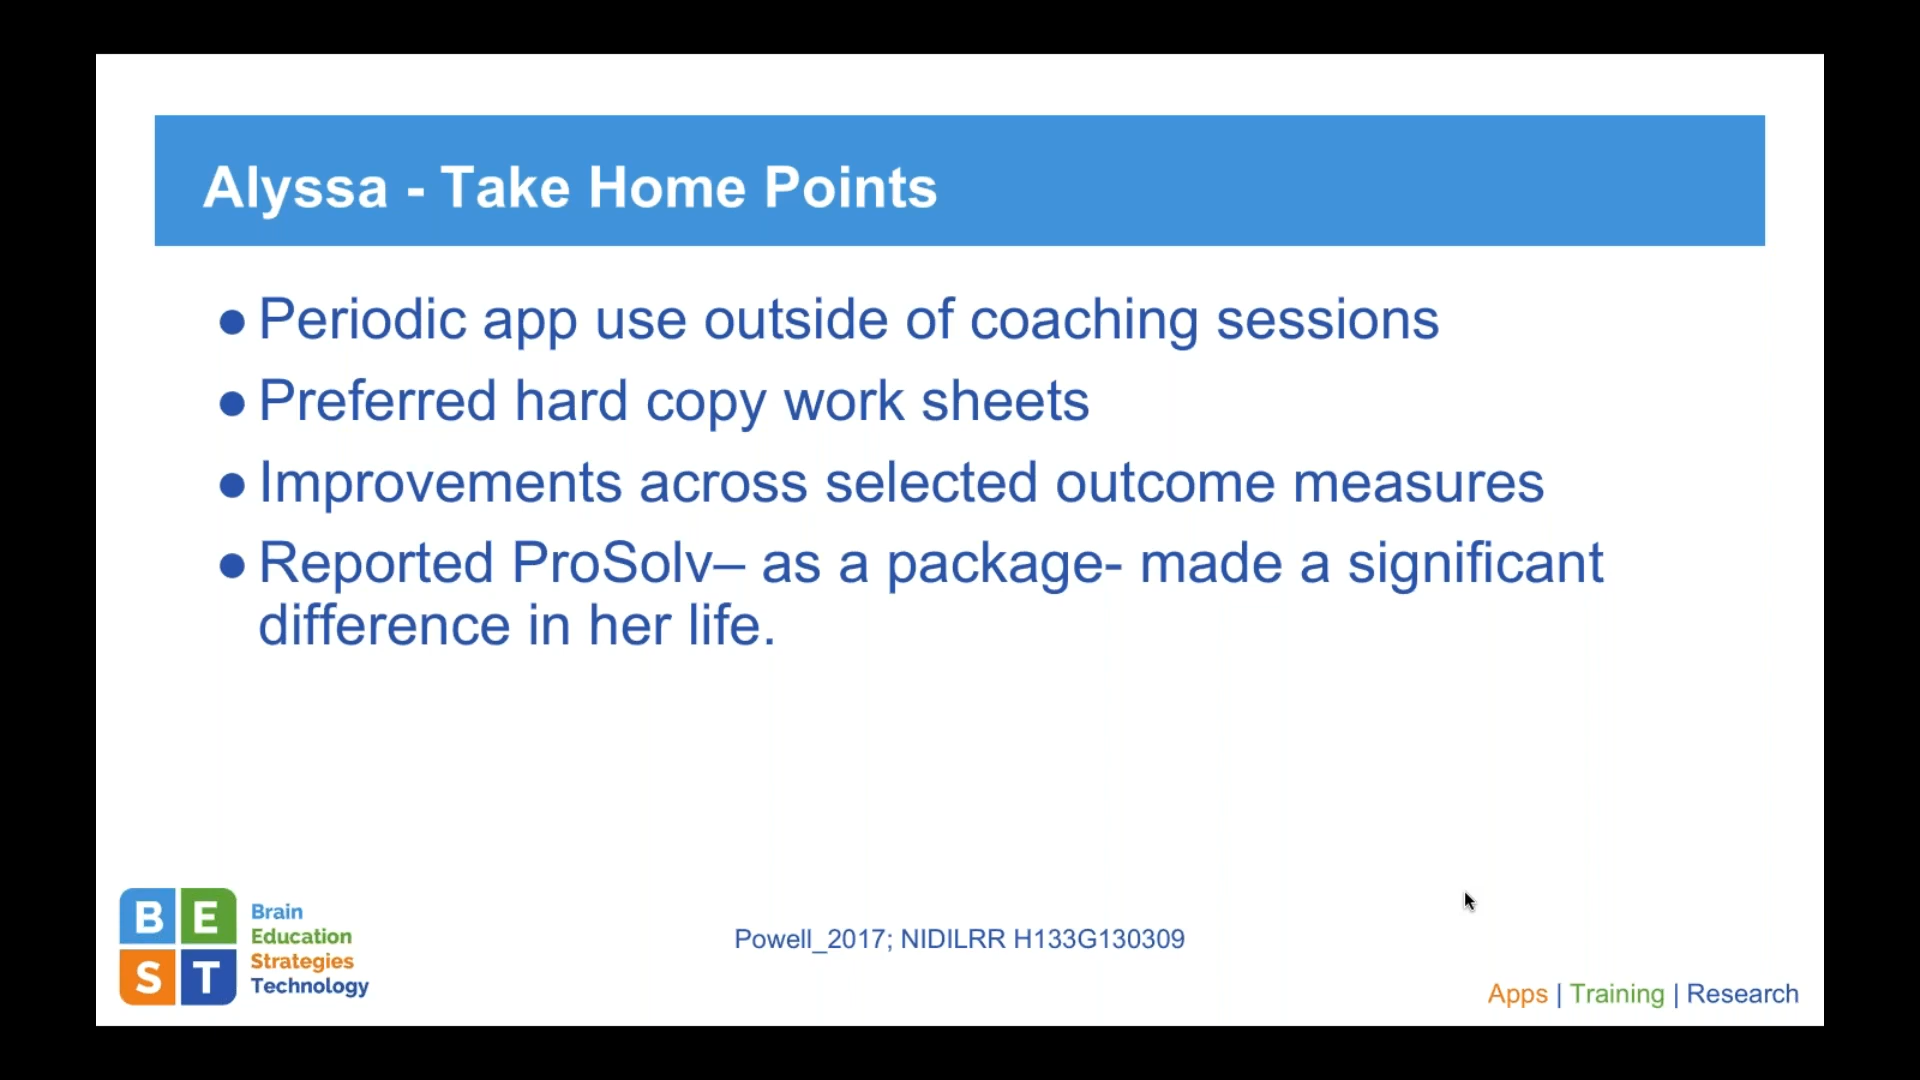 Alyssa - Take Home Points
● Periodic app use outside of coaching sessions
● Preferred hard copy work sheets
● Improvements across selected outcome measures
● Reported ProSolv– as a package- made a significant
difference in her life.
B E
S T
Brain
Education
Strategies
Technology
Powell_2017; NIDILRR H133G130309
Apps | Training | Research